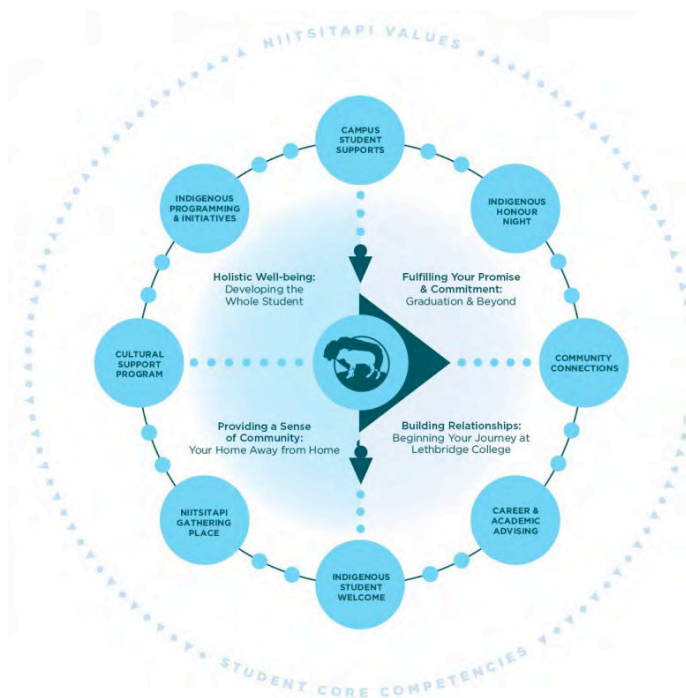 NIITSITAPI VALUES
CAMPUS
STUDENT
SUPPORTS
INDIGENOUS
PROGRAMMING
& INITIATIVES
INDIGENOUS
HONOUR
NIGHT
Holistic Well-being:
Developing the
Whole Student
Fulfilling Your Promise
& Commitment:
Graduation & Beyond
CULTURAL
SUPPORT
PROGRAM
COMMUNITY
CONNECTIONS
Providing a Sense
of Community:
Your Home Away from Home
Building Relationships:
Beginning Your Journey at
Lethbridge College
NIITSITAPI
GATHERING
PLACE
CAREER &
ACADEMIC
ADVISING
INDIGENOUS
STUDENT
WELCOME
STUDENT CORE COMPETENCIES